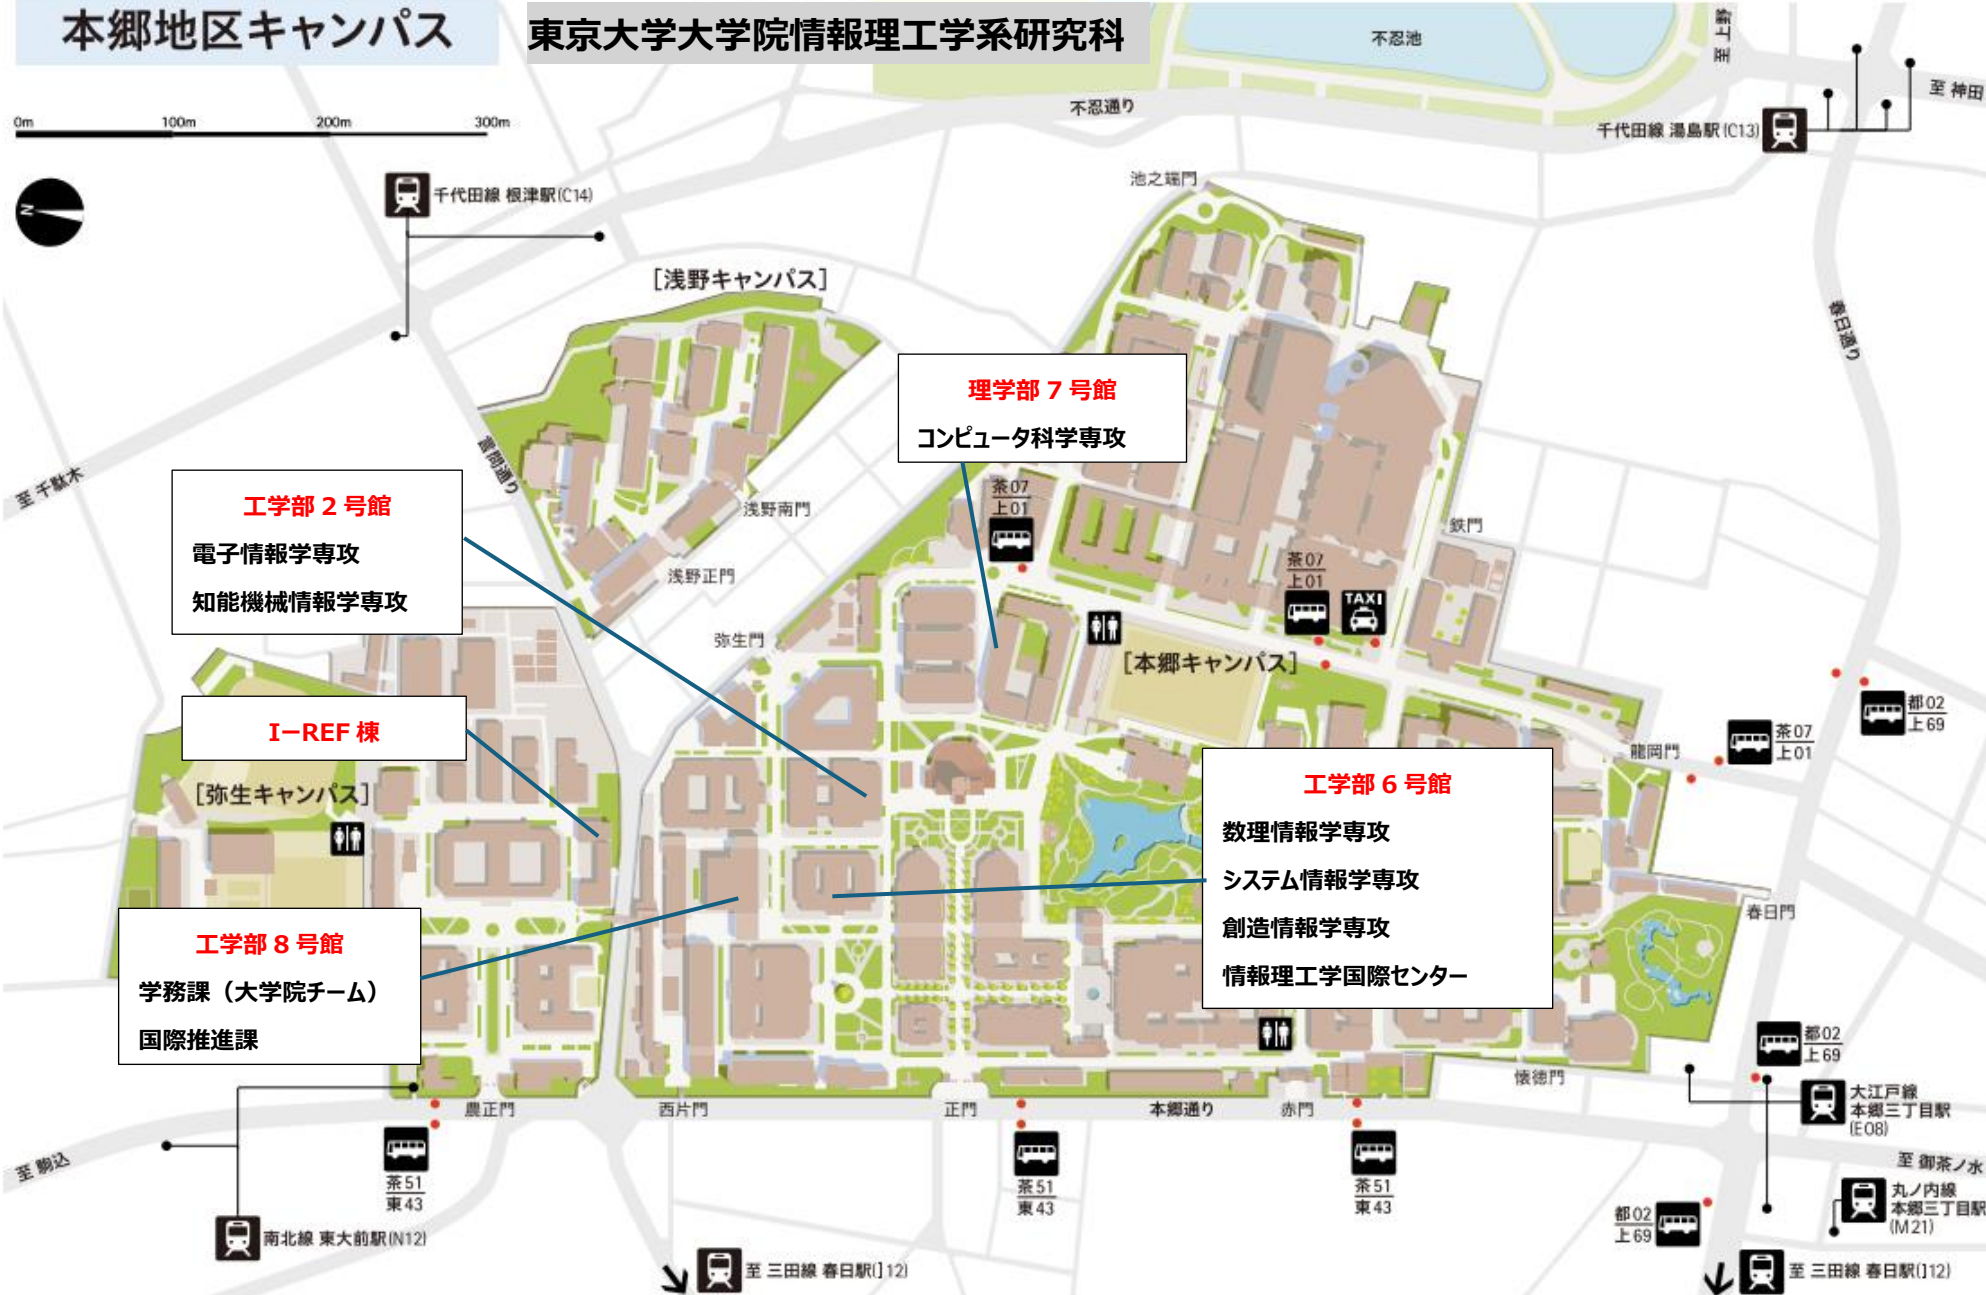 本郷地区キャンパス
東京大学大学院情報理工学系研究科
不忍池
至 上野
至 神田
0m 100m 200m 300m
不忍通り
千代田線 湯島駅(C13)
N
千代田線 根津駅(C14)
池之端門
[浅野キャンパス]
春日通り
理学部 7 号館
コンピュータ科学専攻
言問通り
至 千駄木
工学部 2 号館
電子情報学専攻
知能機械情報学専攻
浅野南門
茶07
上01
鉄門
浅野正門
茶07
上01
TAXI
弥生門
[本郷キャンパス]
都02
上69
I-REF 棟
茶07
上01
龍岡門
[弥生キャンパス]
工学部 6 号館
数理情報学専攻
システム情報学専攻
創造情報学専攻
情報理工学国際センター
春日門
工学部 8 号館
学務課（大学院チーム）
国際推進課
都02
上69
懐徳門
農正門
西片門
正門
本郷通り
赤門
大江戸線
本郷三丁目駅
(E08)
至 駒込
茶51
東43
茶51
東43
茶51
東43
至 御茶ノ水
丸ノ内線
本郷三丁目駅
(M21)
都02
上69
南北線 東大前駅(N12)
至 三田線 春日駅(I12)
至 三田線 春日駅(I12)